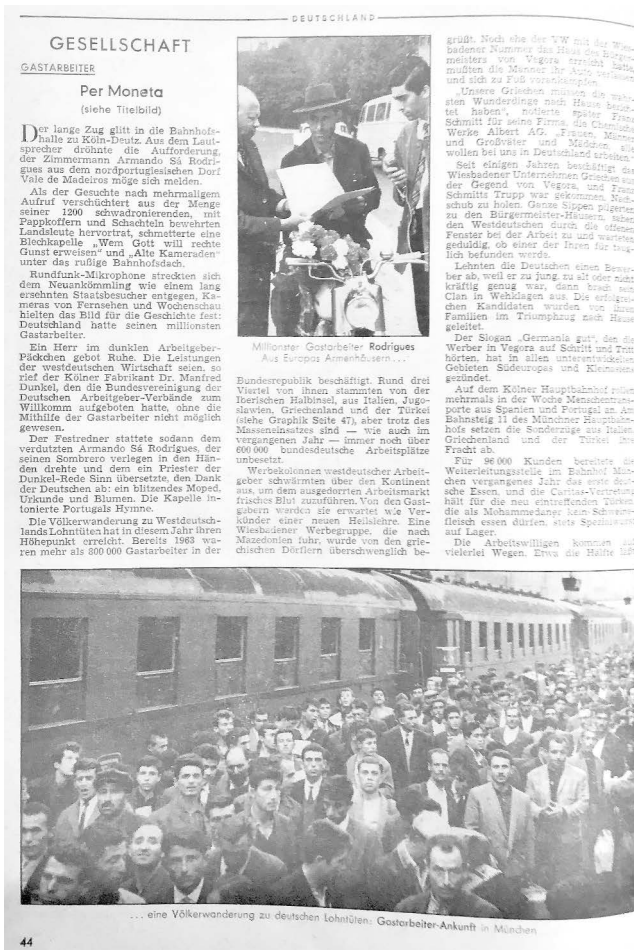 DEUTSCHLAND
GESELLSCHAFT
GASTARBEITER
Per Moneta
(siehe Titelbild)
Der lange Zug glitt in die Bahnhofs-
halle zu Köln-Deutz. Aus dem Laut-
sprecher dröhnte die Aufforderung,
der Zimmermann Armando Sá Rodri-
gues aus dem nordportugiesischen Dorf
Vale de Madeiros möge sich melden.
Als der Gesuchte nach mehrmaligem
Aufruf verschüchtert aus der Menge
seiner 1200 schwadronierenden, mit
Pappkoffern und Schachteln bewehrten
Landsleute hervortrat, schmetterte eine
Blechkapelle „Wem Gott will rechte
Gunst erweisen" und „Alte Kameraden"
unter das rußige Bahnhofsdach.
Rundfunk-Mikrophone streckten sich
dem Neuankömmling wie einem lang
ersehnten Staatsbesucher entgegen, Ka-
meras von Fernsehen und Wochenschau
hielten das Bild für die Geschichte fest:
Deutschland hatte seinen millionsten
Gastarbeiter.
Ein Herr im dunklen Arbeitgeber-
Päckchen gebot Ruhe. Die Leistungen
der westdeutschen Wirtschaft seien, so
rief der Kölner Fabrikant Dr. Manfred
Dunkel, den die Bundesvereinigung der
Deutschen Arbeitgeber-Verbände zum
Willkomm aufgeboten hatte, ohne die
Mithilfe der Gastarbeiter nicht möglich
gewesen.
Der Festredner stattete sodann dem
verdutzten Armando Sá Rodrigues, der
seinen Sombrero verlegen in den Hän-
den drehte und dem ein Priester der
Dunkel-Rede Sinn übersetzte, den Dank
der Deutschen ab: ein blitzendes Moped,
Urkunde und Blumen. Die Kapelle in-
tonierte Portugals Hymne.
Die Völkerwanderung zu Westdeutsch-
lands Lohntüten hat in diesem Jahr ihren
Höhepunkt erreicht. Bereits 1963 wa-
ren mehr als 800 000 Gastarbeiter in der
Millionster Gastarbeiter Rodrigues
Aus Europas Armenhäusern ...
Bundesrepublik beschäftigt. Rund drei
Viertel von ihnen stammten von der
Iberischen Halbinsel, aus Italien, Jugo-
slawien, Griechenland und der Türkei
(siehe Graphik Seite 47), aber trotz des
Masseneinsatzes sind — wie auch im
vergangenen Jahr — immer noch über
600 000 bundesdeutsche Arbeitsplätze
unbesetzt.
Werbekolonnen westdeutscher Arbeit-
geber schwärmten über den Kontinent
aus, um dem ausgedorrten Arbeitsmarkt
frisches Blut zuzuführen. Von den Gast-
gebern werden sie erwartet wie Ver-
künder einer neuen Heilslehre. Eine
Wiesbadener Werbegruppe, die nach
Mazedonien fuhr, wurde von den grie-
chischen Dörflern überschwenglich be-
grüßt. Noch ehe der VW mit der Wies-
badener Nummer das Haus des Bürger-
meisters von Vegora erreicht hatte,
mußten die Männer ihr Auto verlassen
und sich zu Fuß vorankämpfen.
„Unsere Griechen müssen die wahr-
sten Wunderdinge nach Hause berich-
tet haben", notierte später Franz
Schmitt für seine Firma, die Chemische
Werke Albert AG. „Frauen, Männer
und Großväter und Mädchen, alle
wollen bei uns in Deutschland arbeiten."
Seit einigen Jahren beschäftigt das
Wiesbadener Unternehmen Griechen aus
der Gegend von Vegora, und Franz
Schmitts Trupp war gekommen, Nach-
schub zu holen. Ganze Sippen pilgerten
zu den Bürgermeister-Häusern, sahen
den Westdeutschen durch die offenen
Fenster bei der Arbeit zu und warteten
geduldig, ob einer der Ihren für taug-
lich befunden werde.
Lehnten die Deutschen einen Bewer-
ber ab, weil er zu jung, zu alt oder nicht
kräftig genug war, dann brach sein
Clan in Wehklagen aus. Die erfolgrei-
chen Kandidaten wurden von ihren
Familien im Triumphzug nach Hause
geleitet.
Der Slogan „Germania gut", den die
Werber in Vegora auf Schritt und Tritt
hörten, hat in allen unterentwickelten
Gebieten Südeuropas und Kleinasiens
gezündet.
Auf dem Kölner Hauptbahnhof
mehrmals in der Woche Menschentrans-
porte aus Spanien und Portugal an. Am
Bahnsteig 11 des Münchner Hauptbahn-
hofs setzen die Sonderzüge aus Italien,
Griechenland und der Türkei ihre
Fracht ab.
Für 96 000 Kunden bereitete die
Weiterleitungsstelle im Bahnhof Mün-
chen vergangenes Jahr das erste deut-
sche Essen, und die Caritas-Vertretung
hält für die neu eintreffenden Türken,
die als Mohammedaner kein Schweine-
fleisch essen dürfen, stets
auf Lager.
Die Arbeitswilligen kommen auf
vielerlei Wegen. Etwa die Hälfte läßt
... eine Völkerwanderung zu deutschen Lohntüten: Gastarbeiter-Ankunft in München
44